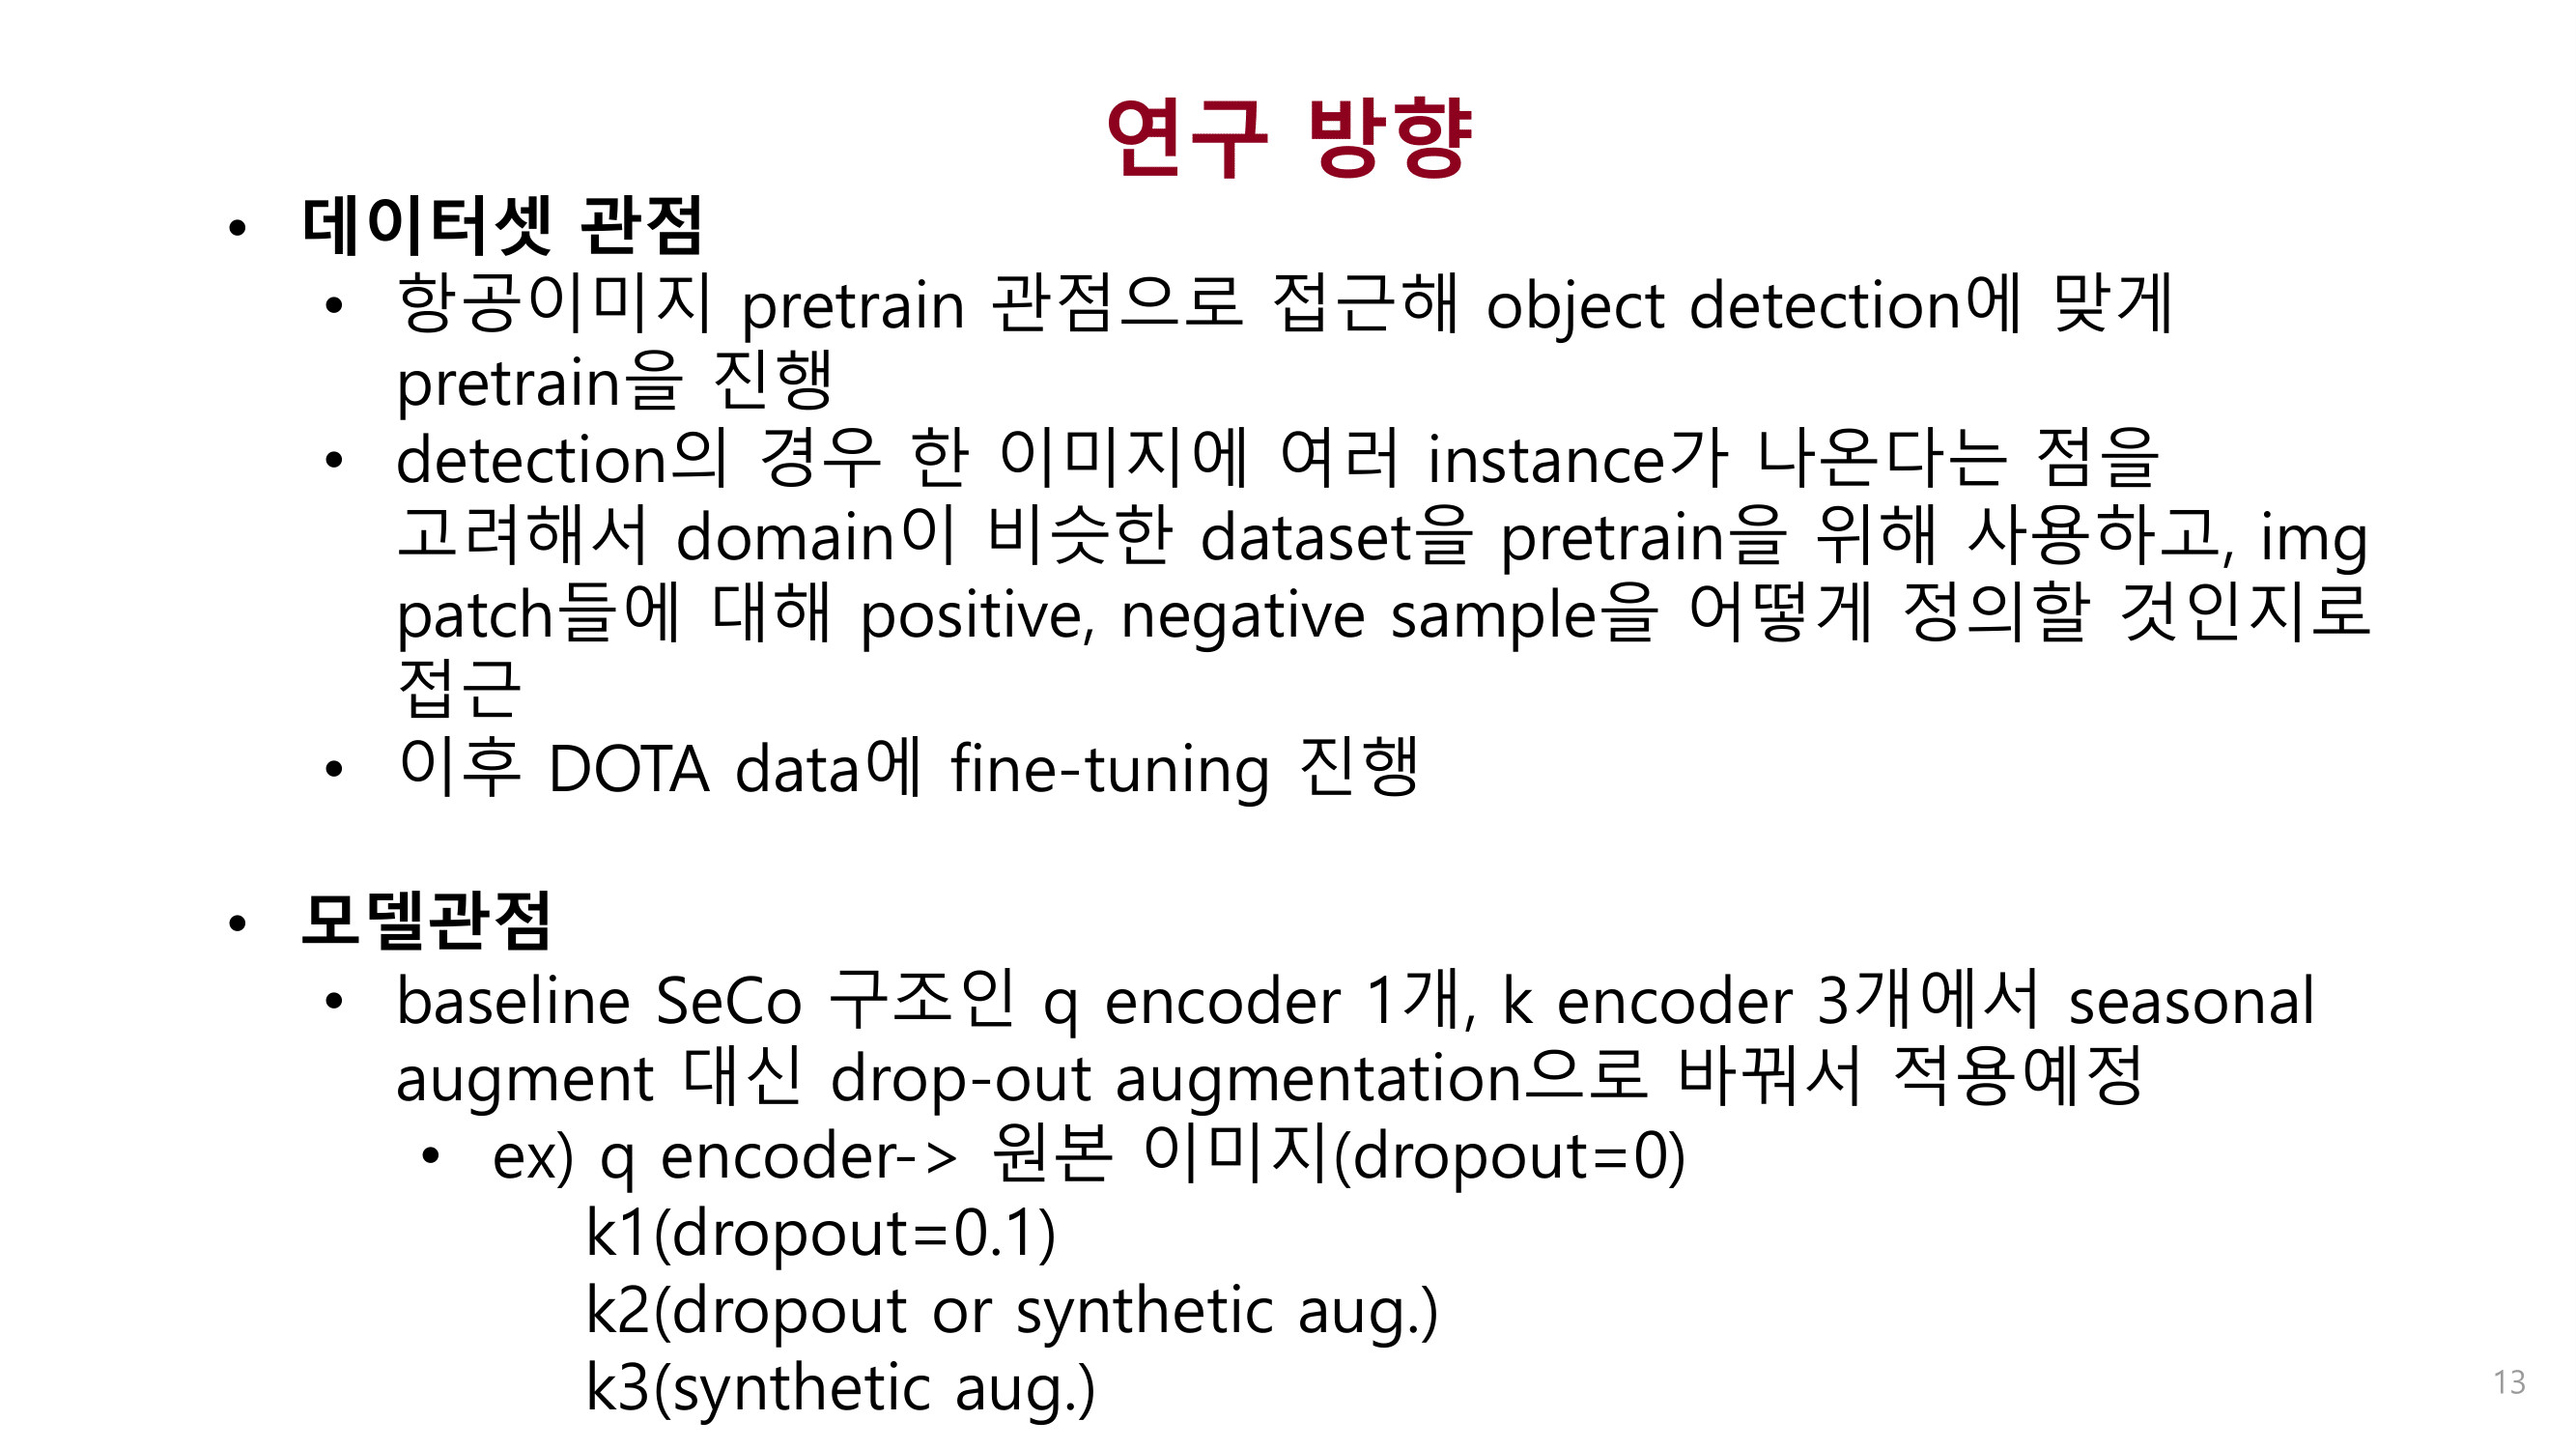 연구 방향
• 데이터셋 관점
• 항공이미지 pretrain 관점으로 접근해 object detection에 맞게
pretrain을 진행
• detection의 경우 한 이미지에 여러 instance가 나온다는 점을
고려해서 domain이 비슷한 dataset을 pretrain을 위해 사용하고, img
patch들에 대해 positive, negative sample을 어떻게 정의할 것인지로
접근
• 이후 DOTA data에 fine-tuning 진행
• 모델관점
• baseline SeCo 구조인 q encoder 1개, k encoder 3개에서 seasonal
augment 대신 drop-out augmentation으로 바꿔서 적용예정
• ex) q encoder-> 원본 이미지(dropout=0)
k1(dropout=0.1)
k2(dropout or synthetic aug.)
k3(synthetic aug.)
13